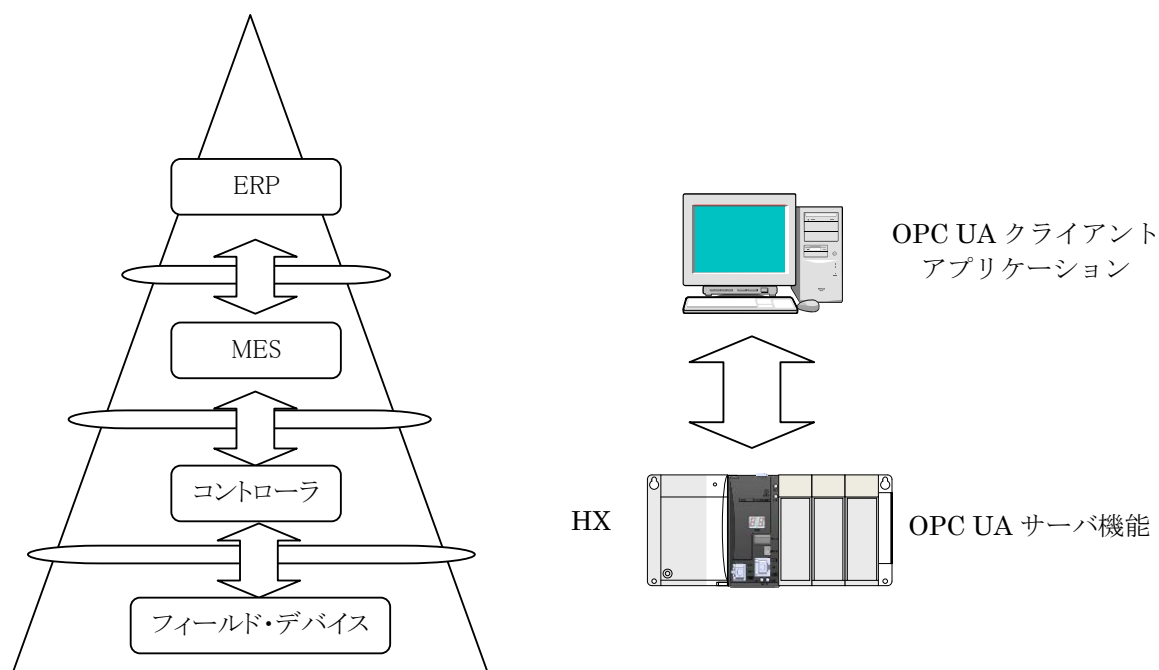 ERP
MES
コントローラ
フィールド・デバイス
OPC UA クライアント
アプリケーション
HX
OPC UA サーバ機能